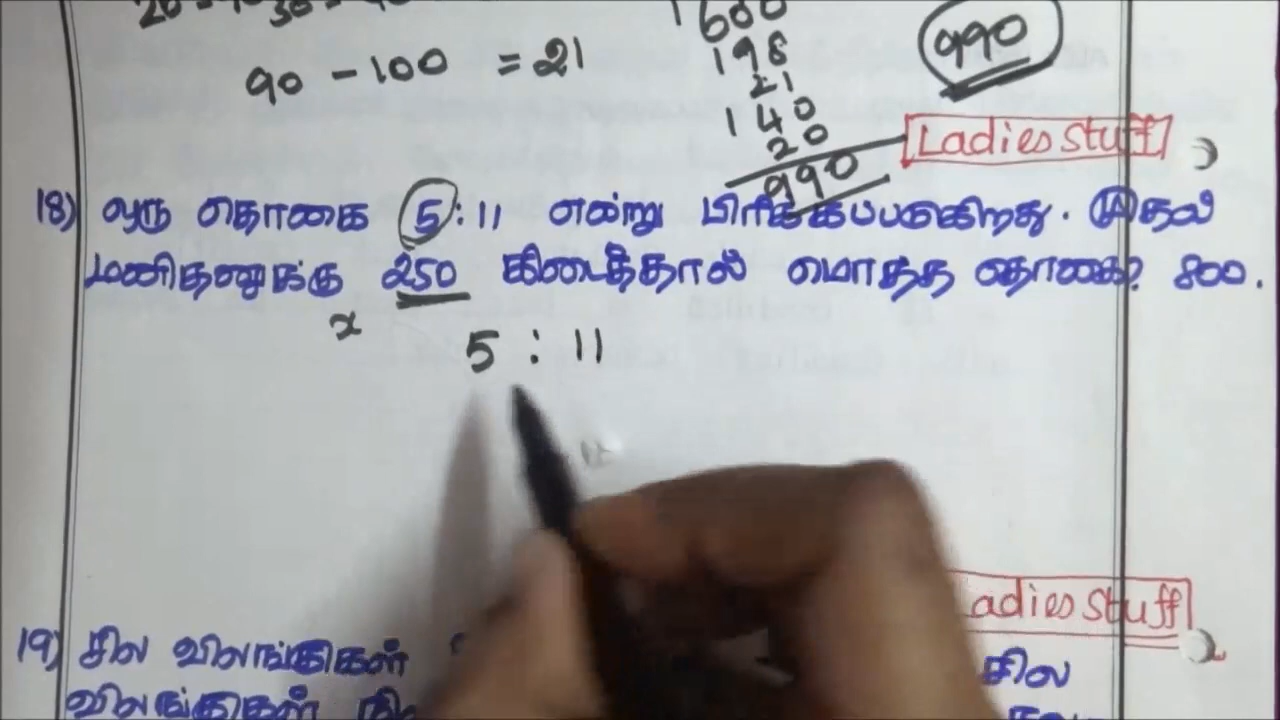 1600
90 - 100 = 21
198
21
140
20
990
990
Ladies Stuff
18) ஒரு தொகை 5:11 என்று பிரிக்கப்படுகிறது. முதல்
மனிதனுக்கு 250 கிடைத்தால் மொத்த தொகை? 800.
x
5 : 11
Ladies Stuff
19) சில விலங்கிகள்
சில
விலங்கிகள்